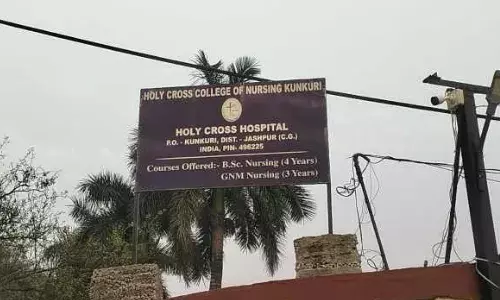 HOLY CROSS COLLEGE OF NURSING KUNKURI
HOLY CROSS HOSPITAL
P.O. - KUNKURI, DIST. - JASHPUR (C.G.)
INDIA, PIN- 496225
Courses Offered:- B.Sc. Nursing (4 Years)
GNM Nursing (3 Years)